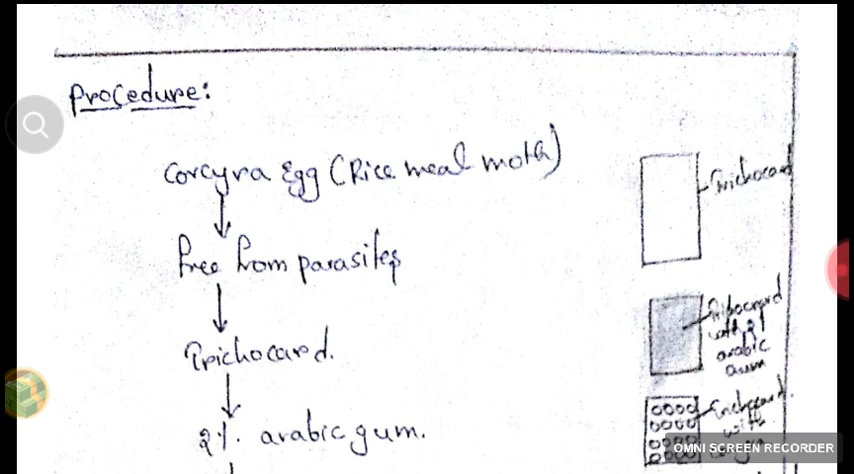 Procedure:
Corcyra Egg (Rice meal moth)
↓
free from parasites
↓
Trichocard.
↓
2%. arabic gum.
↓
Trichocard
Trichocard
with 2%
arabic
gum
Trichocard
with
OMNI SCREEN RECORDER